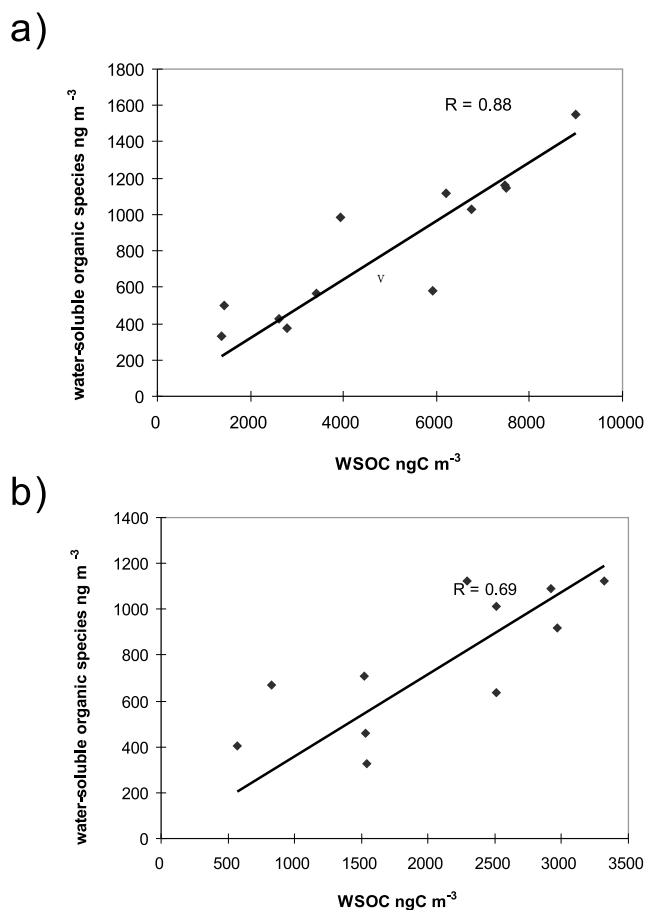 a)
1800
1600
1400
1200
1000
800
600
400
200
0
water-soluble organic species ng m⁻³
R = 0.88
v
0 2000 4000 6000 8000 10000
WSOC ngC m⁻³
b)
1400
1200
1000
800
600
400
200
0
water-soluble organic species ng m⁻³
R = 0.69
0 500 1000 1500 2000 2500 3000 3500
WSOC ngC m⁻³